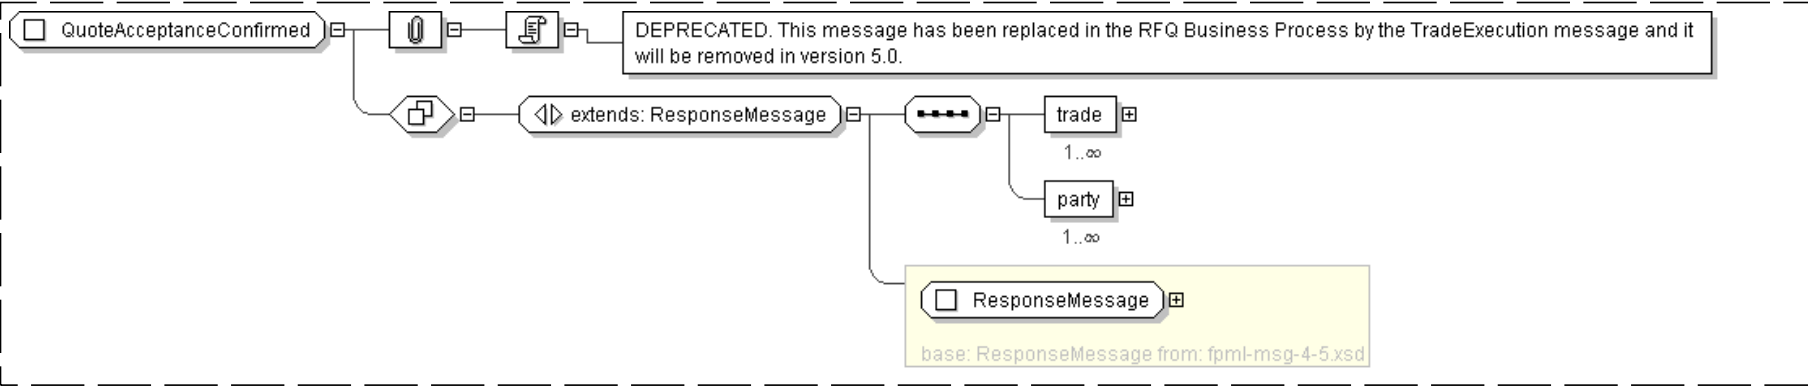 QuoteAcceptanceConfirmed
DEPRECATED. This message has been replaced in the RFQ Business Process by the TradeExecution message and it
will be removed in version 5.0.
extends: ResponseMessage
trade
1..∞
party
1..∞
ResponseMessage
base: ResponseMessage from: fpml-msg-4-5.xsd